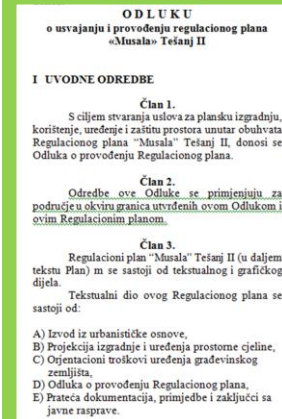 O D L U K U
o usvajanju i provođenju regulacionog plana
«Musala» Tešanj II
I UVODNE ODREDBE
Član 1.
S ciljem stvaranja uslova za plansku izgradnju,
korištenje, uređenje i zaštitu prostora unutar obuhvata
Regulacionog plana "Musala" Tešanj II, donosi se
Odluka o provođenju Regulacionog plana.
Član 2.
Odredbe ove Odluke se primjenjuju za
područje u okviru granica utvrđenih ovom Odlukom i
ovim Regulacionim planom.
Član 3.
Regulacioni plan "Musala" Tešanj II (u daljem
tekstu Plan) m se sastoji od tekstualnog i grafičkog
dijela.
Tekstualni dio ovog Regulacionog plana se
sastoji od:
A) Izvod iz urbanističke osnove,
B) Projekcija izgradnje i uređenja prostorne cjeline,
C) Orjentacioni troškovi uređenja građevinskog
zemljišta,
D) Odluka o provođenju Regulacionog plana,
E) Prateća dokumentacija, primjedbe i zaključci sa
javne rasprave.